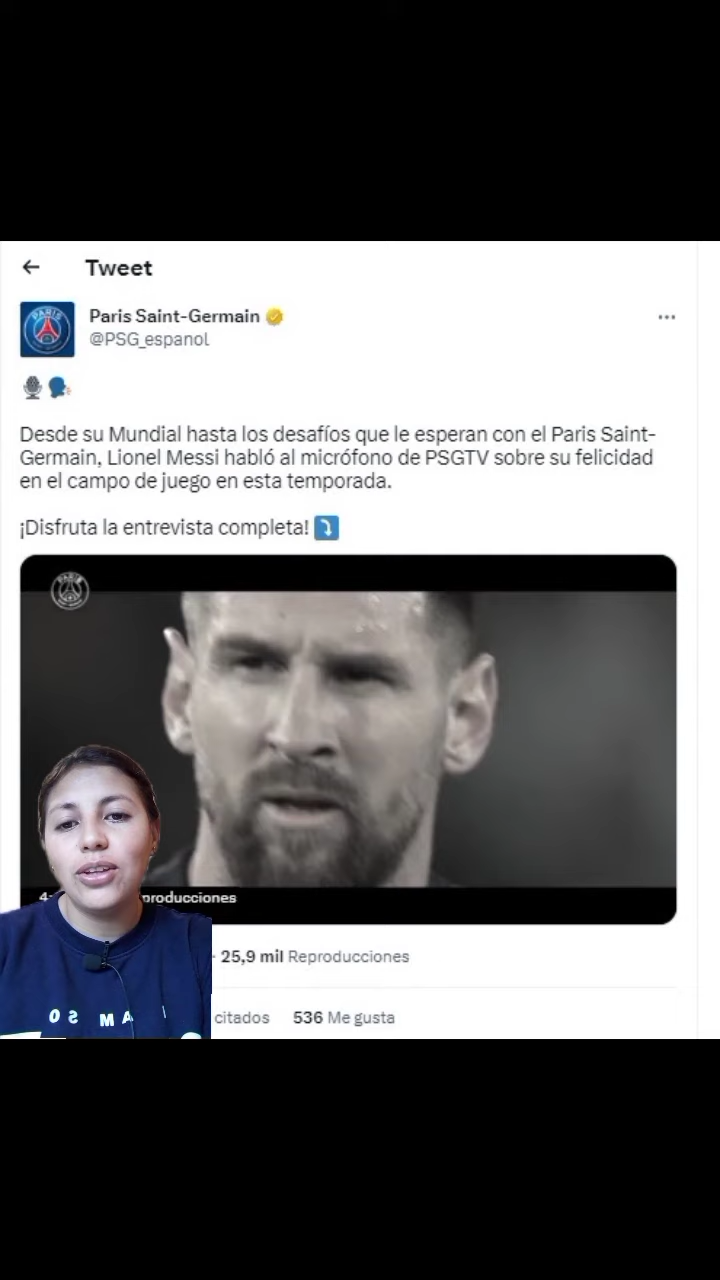 Tweet
Paris Saint-Germain
@PSG_espanol
Desde su Mundial hasta los desafíos que le esperan con el Paris Saint-
Germain, Lionel Messi habló al micrófono de PSGTV sobre su felicidad
en el campo de juego en esta temporada.
¡Disfruta la entrevista completa!
PARIS
25,9 mil Reproducciones
citados 536 Me gusta